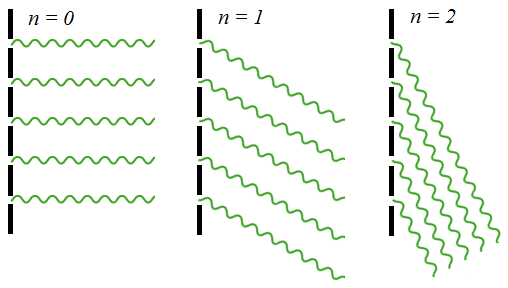 n = 0
n = 1
n = 2